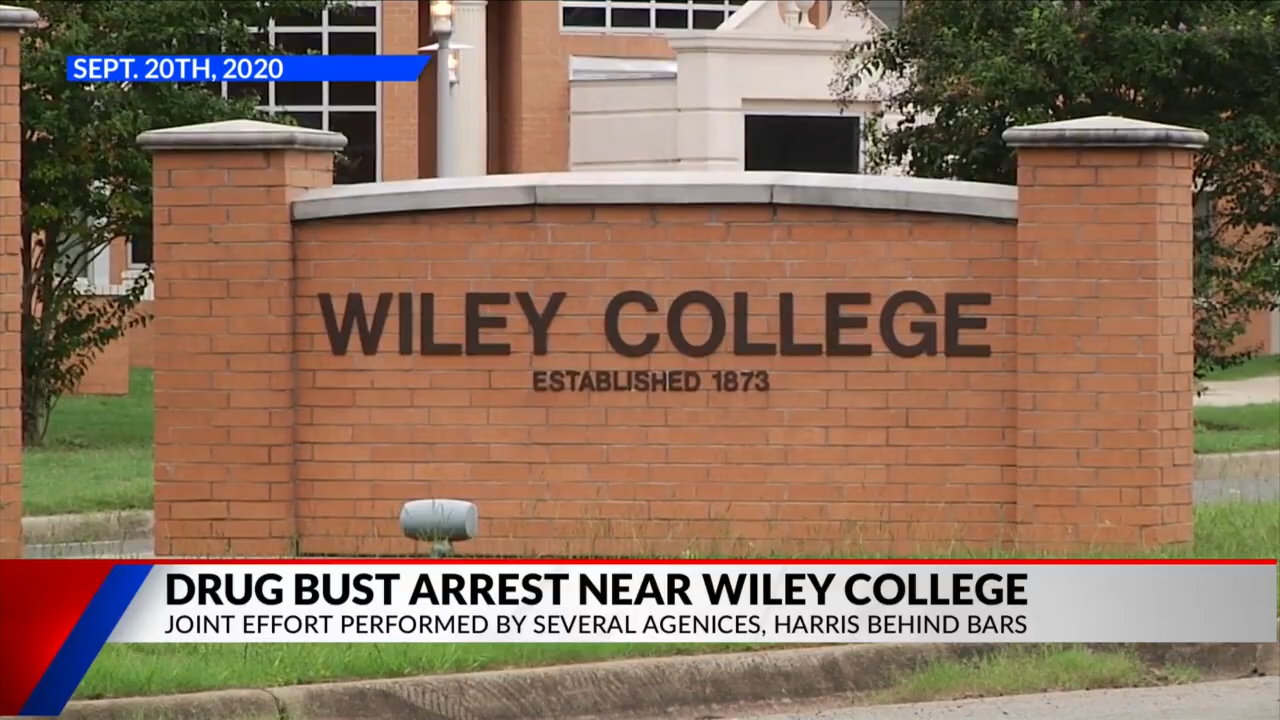 SEPT. 20TH, 2020
WILEY COLLEGE
ESTABLISHED 1873
DRUG BUST ARREST NEAR WILEY COLLEGE
JOINT EFFORT PERFORMED BY SEVERAL AGENICES, HARRIS BEHIND BARS